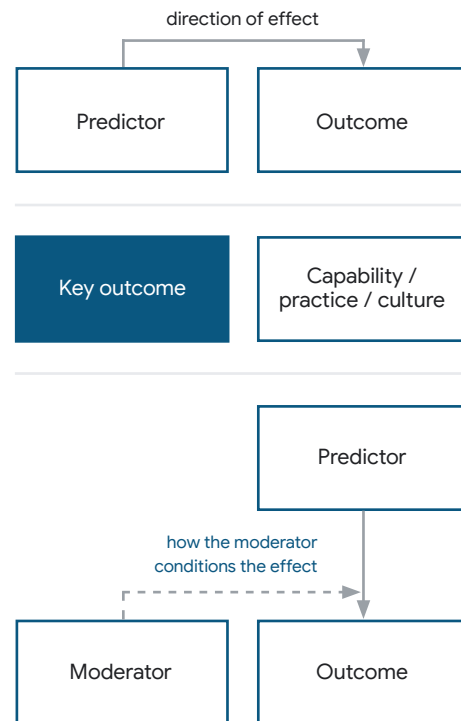 direction of effect
Predictor
Outcome
Key outcome
Capability /
practice / culture
Predictor
how the moderator
conditions the effect
Moderator
Outcome